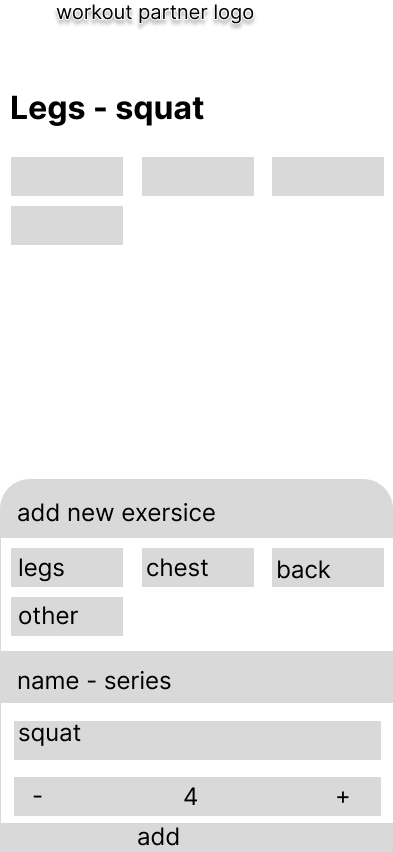 workout partner logo
Legs - squat
add new exersice
legs chest back
other
name - series
squat
- 4 +
add